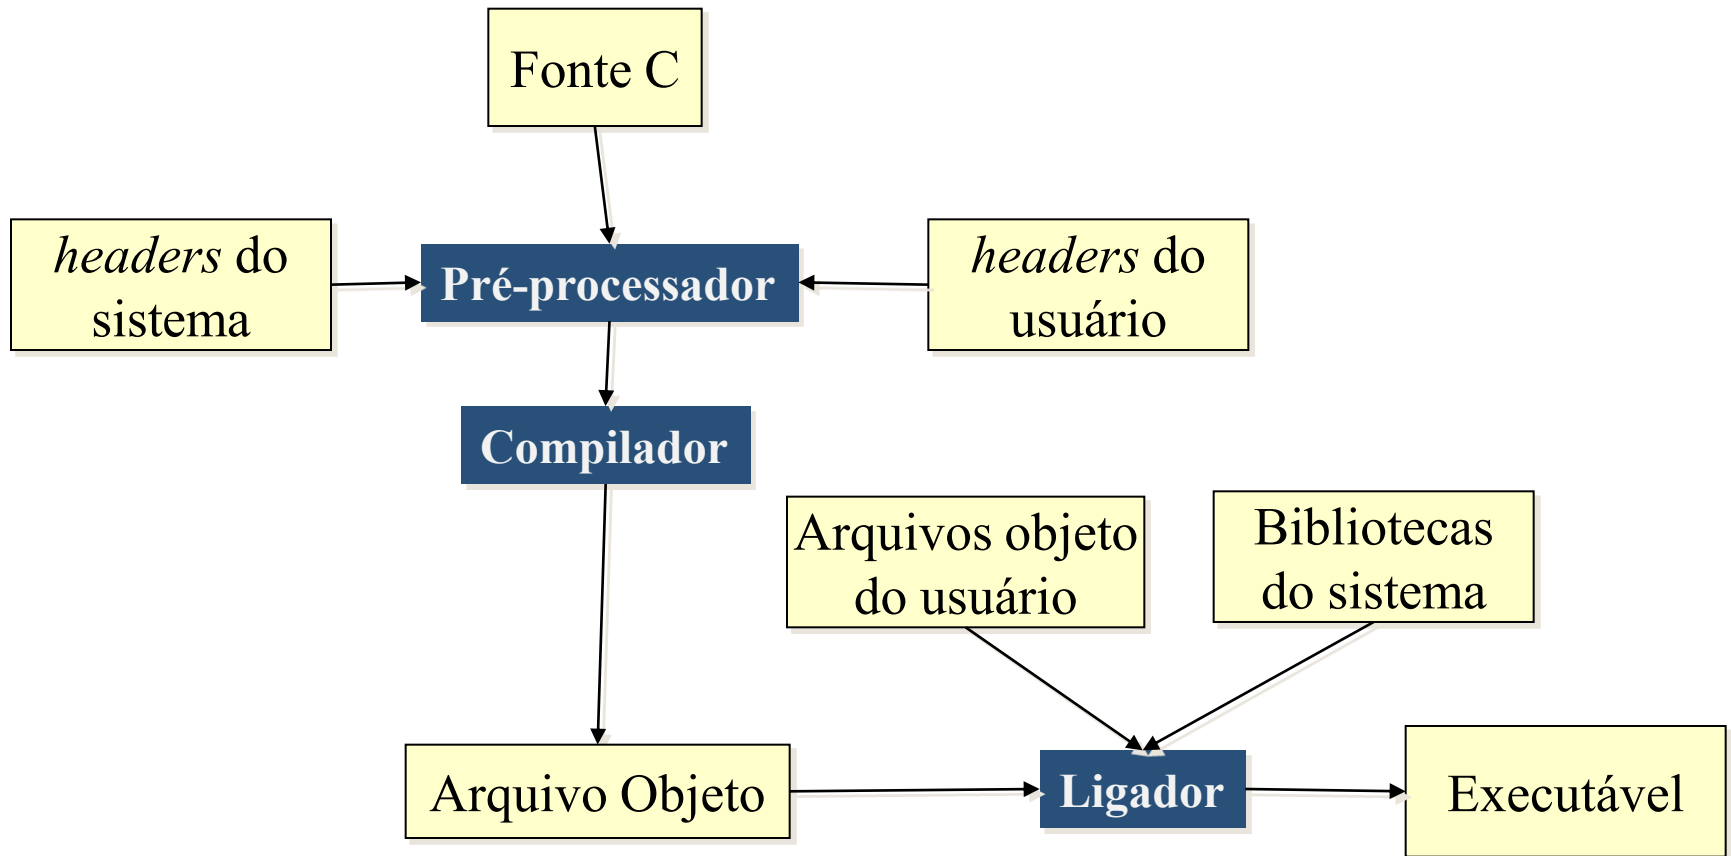 Fonte C
headers do
sistema
Pré-processador
headers do
usuário
Compilador
Arquivos objeto
do usuário
Bibliotecas
do sistema
Arquivo Objeto
Ligador
Executável